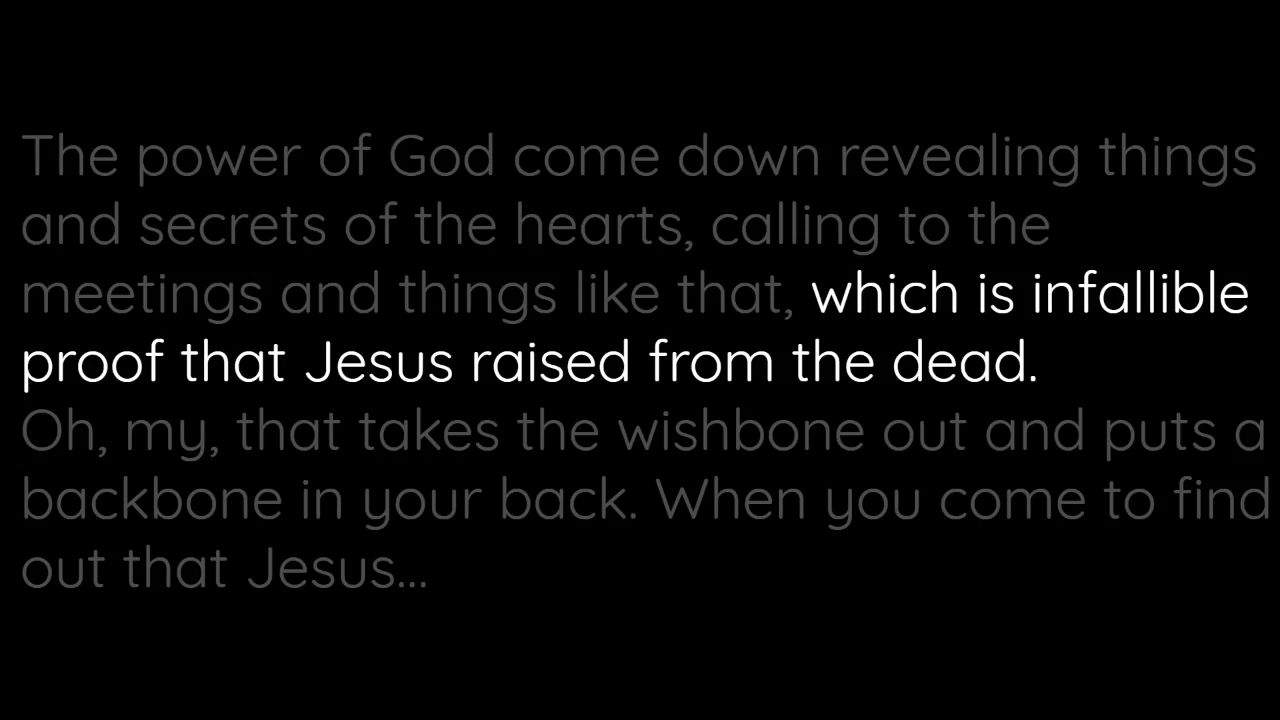 The power of God come down revealing things
and secrets of the hearts, calling to the
meetings and things like that, which is infallible
proof that Jesus raised from the dead.
Oh, my, that takes the wishbone out and puts a
backbone in your back. When you come to find
out that Jesus...